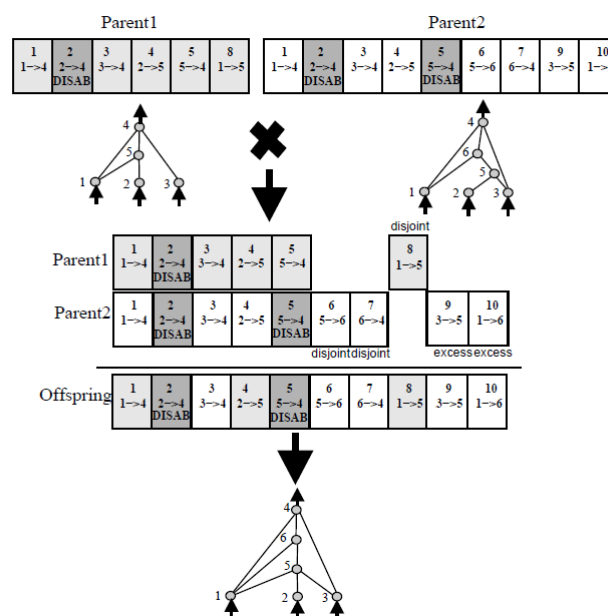 Parent1 Parent2
1 2 3 4 5 8 1 2 3 4 5 6 7 9 10
1->4 2->4 3->4 2->5 5->4 1->5 1->4 2->4 3->4 2->5 5->4 5->6 6->4 3->5 1->
DISAB DISAB DISAB
4 4
5 6
5
1 2 3 1 2 3
disjoint
Parent1 1 2 3 4 5 8
1->4 2->4 3->4 2->5 5->4 1->5
DISAB
Parent2 1 2 3 4 5 6 7 9 10
1->4 2->4 3->4 2->5 5->4 5->6 6->4 3->5 1->6
DISAB DISAB
disjoint disjoint excess excess
Offspring 1 2 3 4 5 6 7 8 9 10
1->4 2->4 3->4 2->5 5->4 5->6 6->4 1->5 3->5 1->6
DISAB DISAB
4
6
5
1 2 3